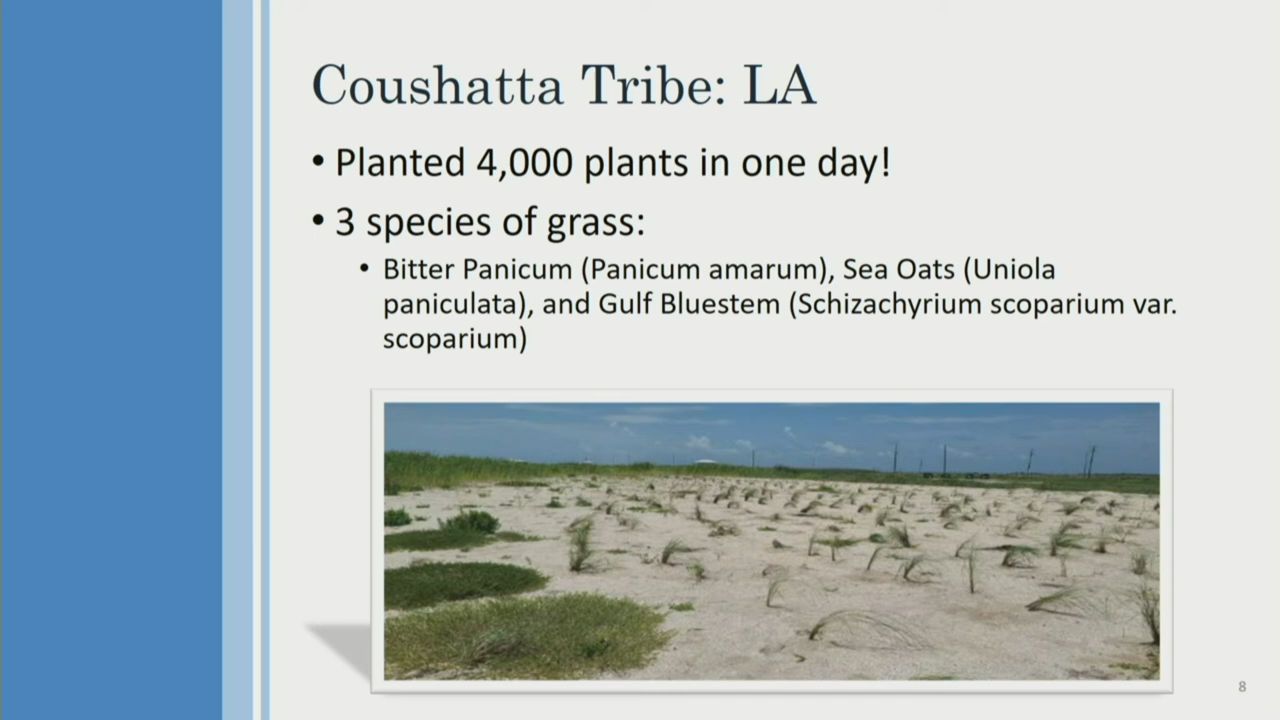 Coushatta Tribe: LA
• Planted 4,000 plants in one day!
• 3 species of grass:
• Bitter Panicum (Panicum amarum), Sea Oats (Uniola
paniculata), and Gulf Bluestem (Schizachyrium scoparium var.
scoparium)
8